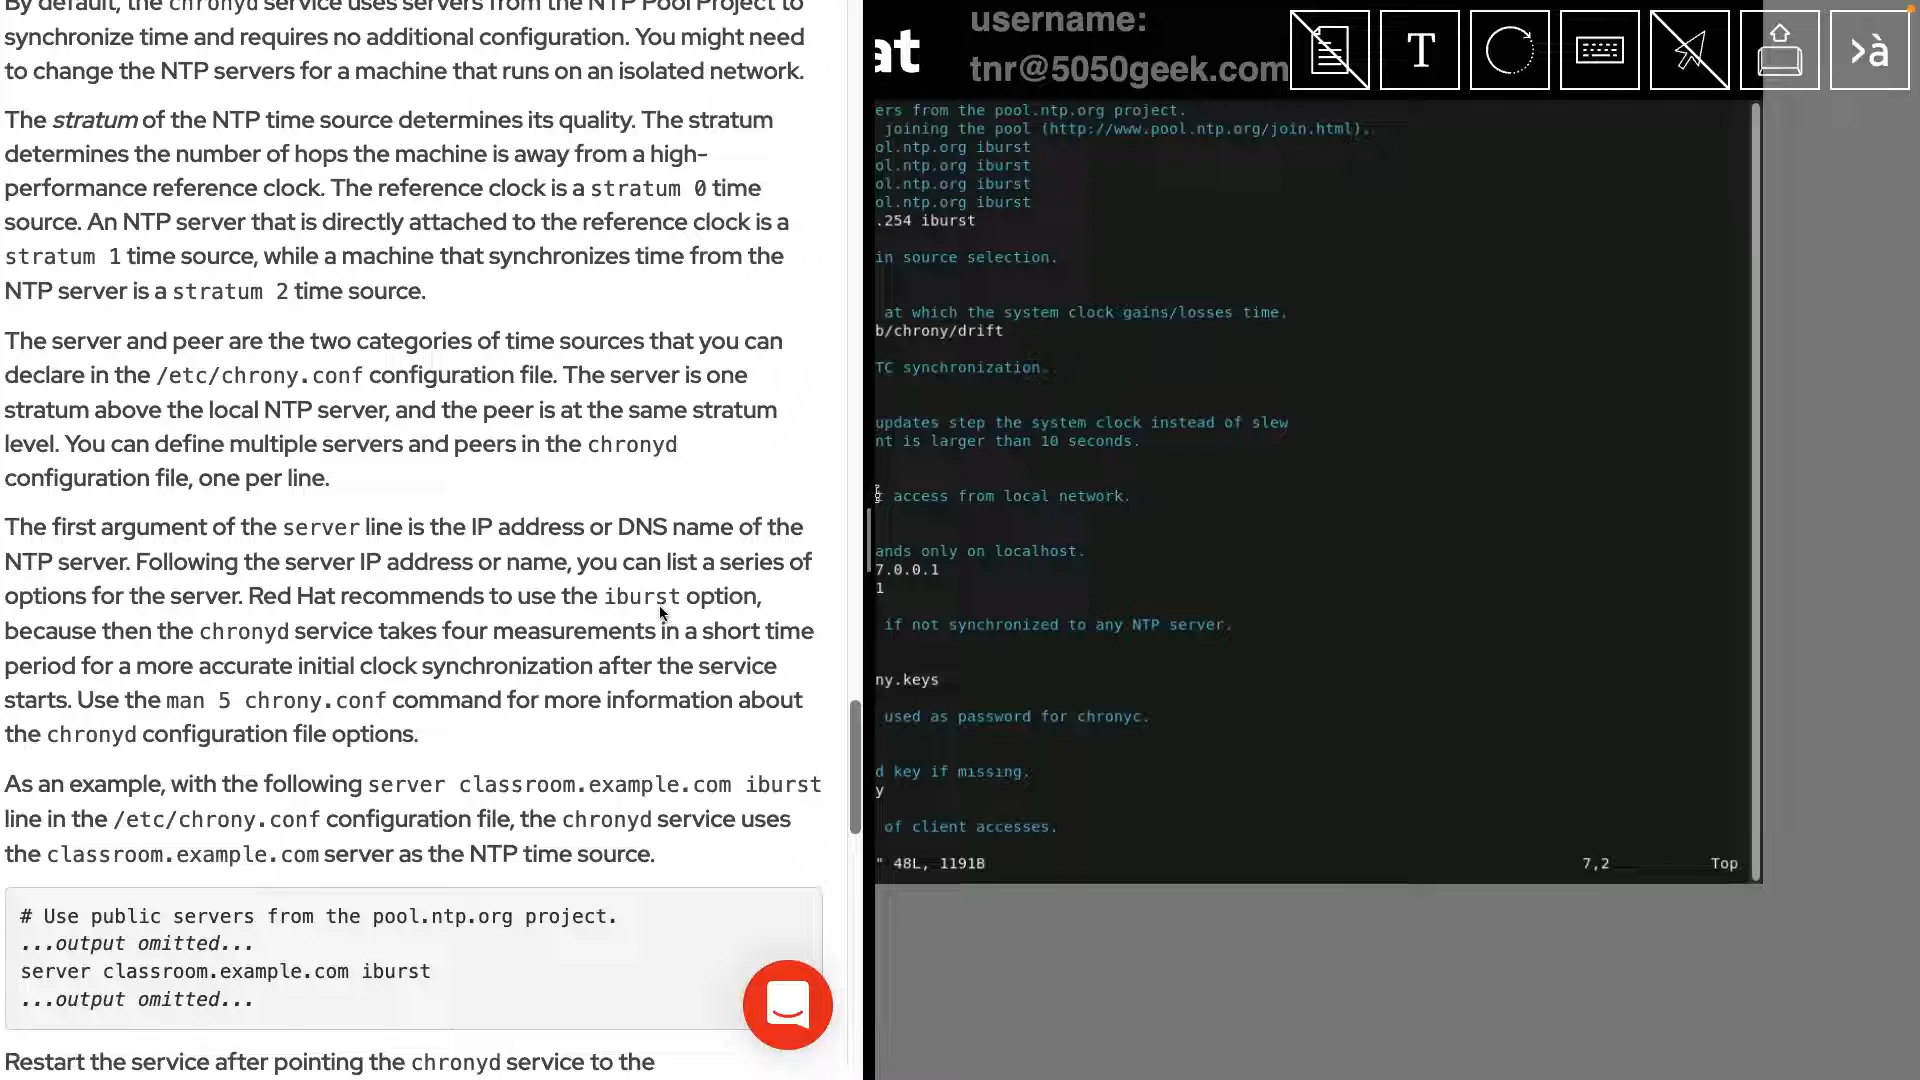 By default, the chronyd service uses servers from the NTP Pool Project to
synchronize time and requires no additional configuration. You might need
to change the NTP servers for a machine that runs on an isolated network.
The stratum of the NTP time source determines its quality. The stratum
determines the number of hops the machine is away from a high-
performance reference clock. The reference clock is a stratum 0 time
source. An NTP server that is directly attached to the reference clock is a
stratum 1 time source, while a machine that synchronizes time from the
NTP server is a stratum 2 time source.
The server and peer are the two categories of time sources that you can
declare in the /etc/chrony.conf configuration file. The server is one
stratum above the local NTP server, and the peer is at the same stratum
level. You can define multiple servers and peers in the chronyd
configuration file, one per line.
The first argument of the server line is the IP address or DNS name of the
NTP server. Following the server IP address or name, you can list a series of
options for the server. Red Hat recommends to use the iburst option,
because then the chronyd service takes four measurements in a short time
period for a more accurate initial clock synchronization after the service
starts. Use the man 5 chrony.conf command for more information about
the chronyd configuration file options.
As an example, with the following server classroom.example.com iburst
line in the /etc/chrony.conf configuration file, the chronyd service uses
the classroom.example.com server as the NTP time source.
# Use public servers from the pool.ntp.org project.
...output omitted...
server classroom.example.com iburst
...output omitted...
Restart the service after pointing the chronyd service to the
at
username:
tnr@5050geek.com
T
>à
ers from the pool.ntp.org project.
joining the pool (http://www.pool.ntp.org/join.html).
ol.ntp.org iburst
ol.ntp.org iburst
ol.ntp.org iburst
ol.ntp.org iburst
.254 iburst
in source selection.
at which the system clock gains/losses time.
b/chrony/drift
TC synchronization.
updates step the system clock instead of slew
nt is larger than 10 seconds.
access from local network.
ands only on localhost.
7.0.0.1
1
if not synchronized to any NTP server.
ny.keys
used as password for chronyc.
d key if missing.
y
of client accesses.
" 48L, 1191B 7,2 Top